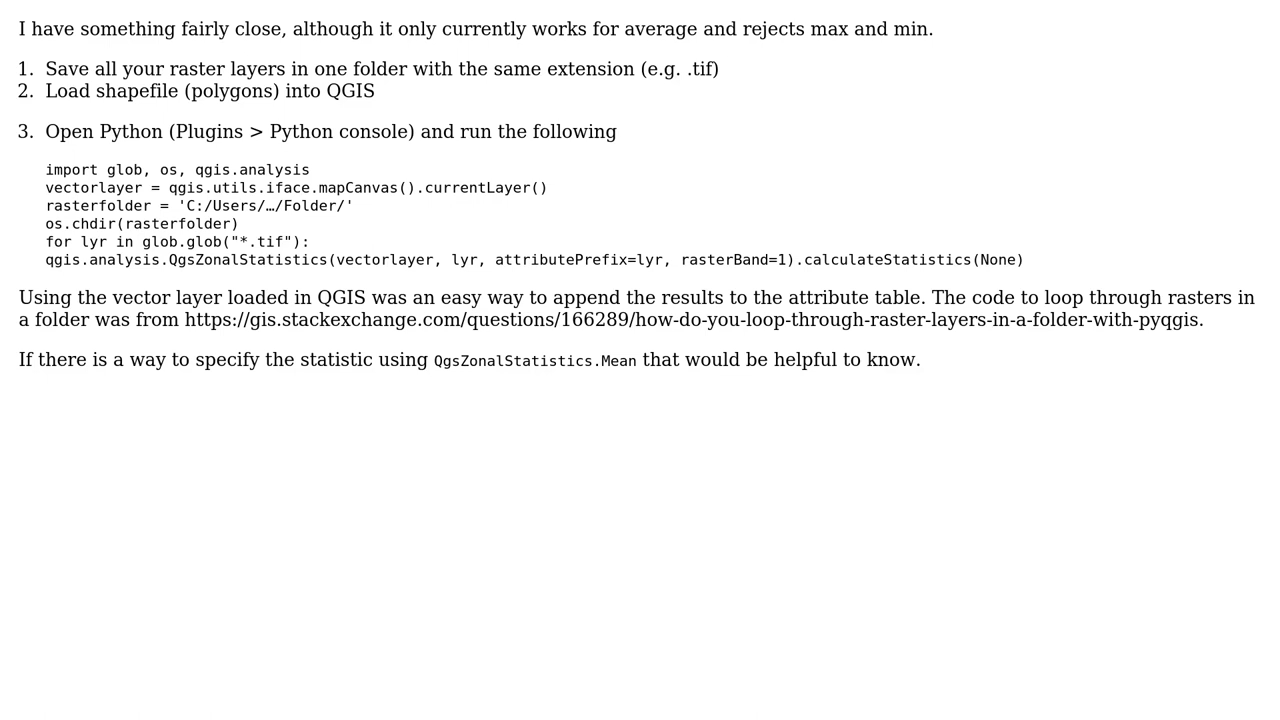 I have something fairly close, although it only currently works for average and rejects max and min.
1. Save all your raster layers in one folder with the same extension (e.g. .tif)
2. Load shapefile (polygons) into QGIS
3. Open Python (Plugins > Python console) and run the following
import glob, os, qgis.analysis
vectorlayer = qgis.utils.iface.mapCanvas().currentLayer()
rasterfolder = 'C:/Users/…/Folder/'
os.chdir(rasterfolder)
for lyr in glob.glob("*.tif"):
qgis.analysis.QgsZonalStatistics(vectorlayer, lyr, attributePrefix=lyr, rasterBand=1).calculateStatistics(None)
Using the vector layer loaded in QGIS was an easy way to append the results to the attribute table. The code to loop through rasters in
a folder was from https://gis.stackexchange.com/questions/166289/how-do-you-loop-through-raster-layers-in-a-folder-with-pyqgis.
If there is a way to specify the statistic using QgsZonalStatistics.Mean that would be helpful to know.